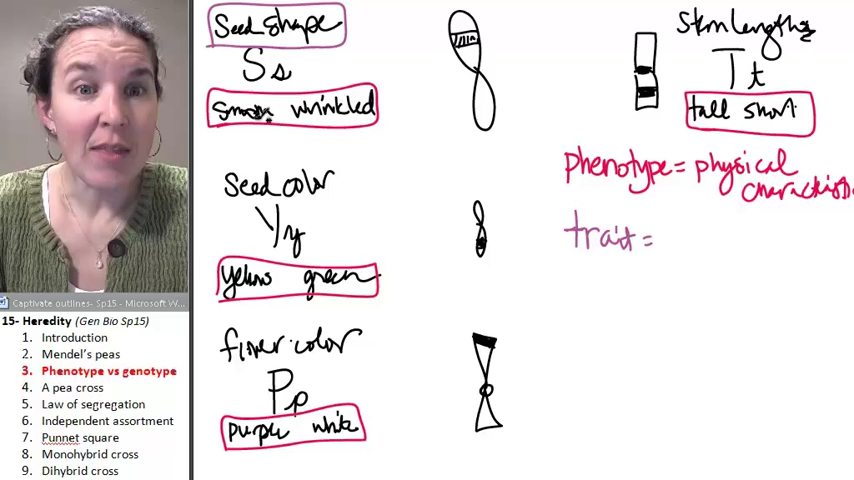 Seed shape
Ss
smooth wrinkled
Stem lengths
Tt
tall short
phenotype = physical
characteristi
trait =
Seed color
Yy
yellow green
flower color
Pp
purple white
Captivate outlines- Sp15 - Microsoft W...
15- Heredity (Gen Bio Sp15)
1. Introduction
2. Mendel's peas
3. Phenotype vs genotype
4. A pea cross
5. Law of segregation
6. Independent assortment
7. Punnet square
8. Monohybrid cross
9. Dihybrid cross